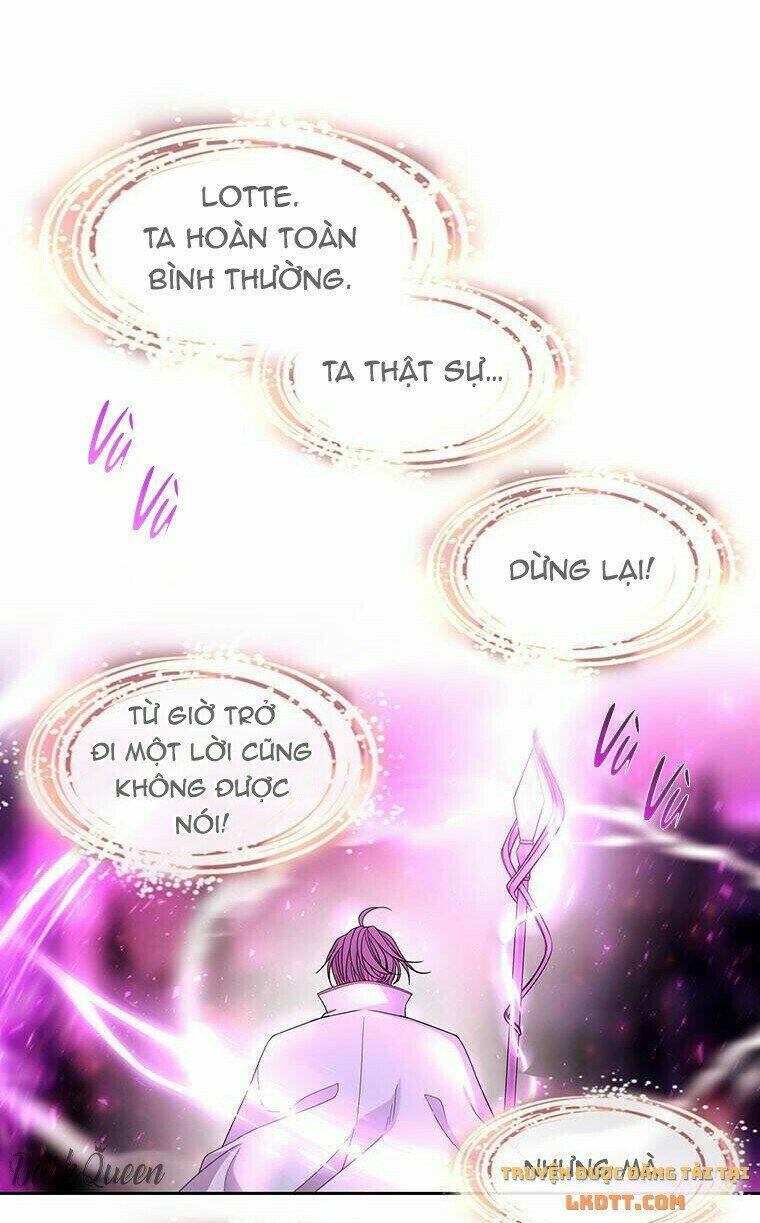 LOTTE.
TA HOÀN TOÀN
BÌNH THƯỜNG.
TA THẬT SỰ...
VÙ
VÙ
DỪNG LẠI!
TỪ GIỜ TRỞ
ĐI MỘT LỜI CŨNG
KHÔNG ĐƯỢC
NÓI!
VÙ
VÙ
NHƯNG MÀ
DarkQueen
TRUYỆN ĐƯỢC ĐĂNG TẢI TẠI
LKDTT.COM